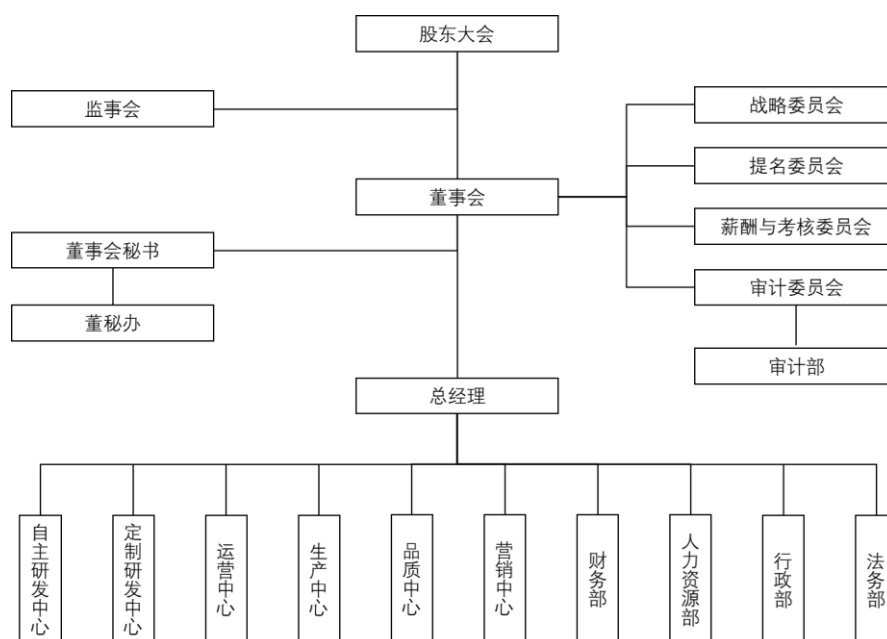 股东大会
监事会
战略委员会
提名委员会
董事会
薪酬与考核委员会
董事会秘书
审计委员会
董秘办
审计部
总经理
自主研发中心
定制研发中心
运营中心
生产中心
品质中心
营销中心
财务部
人力资源部
行政部
法务部